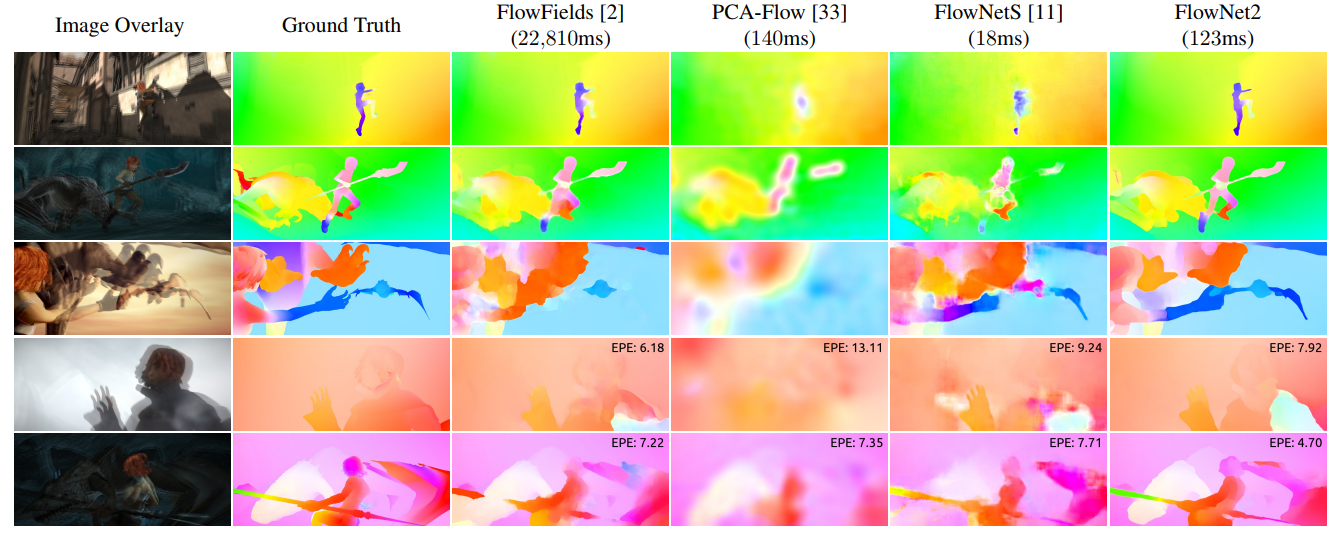 Image Overlay
Ground Truth
FlowFields [2]
(22,810ms)
PCA-Flow [33]
(140ms)
FlowNetS [11]
(18ms)
FlowNet2
(123ms)
EPE: 6.18
EPE: 13.11
EPE: 9.24
EPE: 7.92
EPE: 7.22
EPE: 7.35
EPE: 7.71
EPE: 4.70